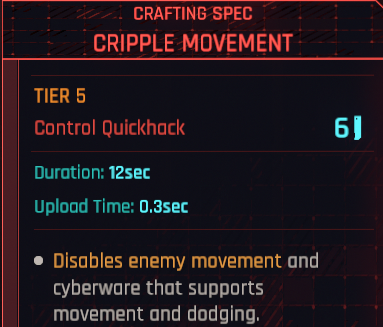 CRAFTING SPEC
CRIPPLE MOVEMENT
TIER 5
Control Quickhack 6
Duration: 12sec
Upload Time: 0.3sec
● Disables enemy movement and
cyberware that supports
movement and dodging.